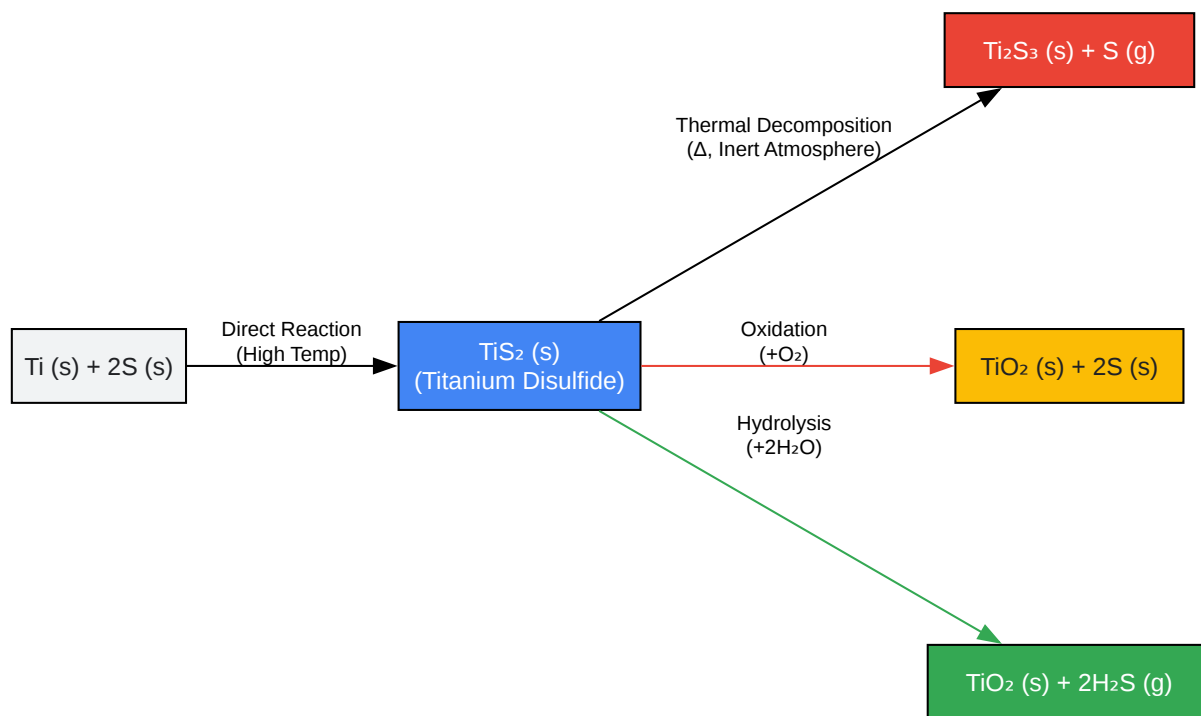 Ti₂S₃ (s) + S (g)
Thermal Decomposition
(Δ, Inert Atmosphere)
Direct Reaction
(High Temp)
Ti (s) + 2S (s)
TiS₂ (s)
(Titanium Disulfide)
Oxidation
(+O₂)
TiO₂ (s) + 2S (s)
Hydrolysis
(+2H₂O)
TiO₂ (s) + 2H₂S (g)